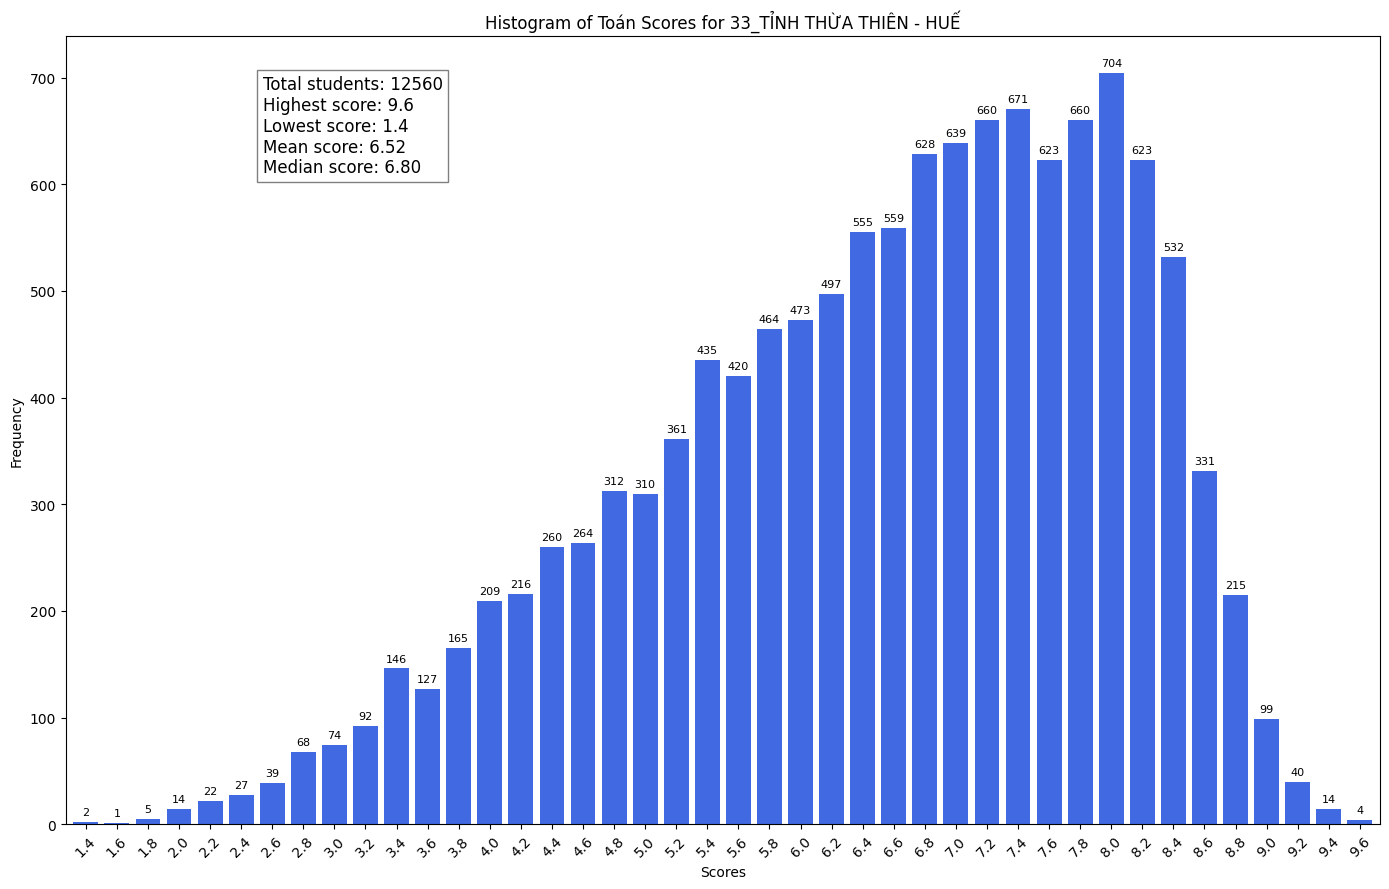 Histogram of Toán Scores for 33_TỈNH THỪA THIÊN - HUẾ
Total students: 12560
Highest score: 9.6
Lowest score: 1.4
Mean score: 6.52
Median score: 6.80
Frequency
700
600
500
400
300
200
100
0
2 1 5 14 22 27 39 68 74 92 146 127 165 209 216 260 264 312 310 361 435 420 464 473 497 555 559 628 639 660 671 623 660 704 623 532 331 215 99 40 14 4
1.4 1.6 1.8 2.0 2.2 2.4 2.6 2.8 3.0 3.2 3.4 3.6 3.8 4.0 4.2 4.4 4.6 4.8 5.0 5.2 5.4 5.6 5.8 6.0 6.2 6.4 6.6 6.8 7.0 7.2 7.4 7.6 7.8 8.0 8.2 8.4 8.6 8.8 9.0 9.2 9.4 9.6
Scores